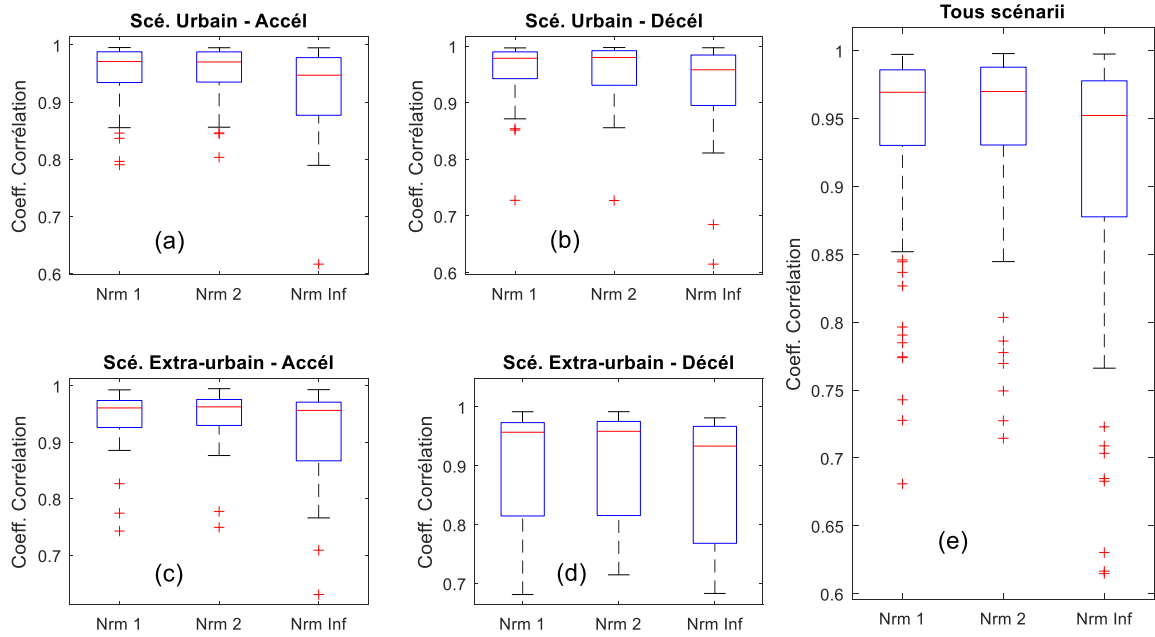 Scé. Urbain - Accél
Coeff. Corrélation
1
0.9
0.8
0.7
0.6
(a)
Nrm 1 Nrm 2 Nrm Inf
Scé. Urbain - Décél
Coeff. Corrélation
1
0.9
0.8
0.7
0.6
(b)
Nrm 1 Nrm 2 Nrm Inf
Scé. Extra-urbain - Accél
Coeff. Corrélation
1
0.9
0.8
0.7
(c)
Nrm 1 Nrm 2 Nrm Inf
Scé. Extra-urbain - Décél
Coeff. Corrélation
1
0.9
0.8
0.7
(d)
Nrm 1 Nrm 2 Nrm Inf
Tous scénarii
Coeff. Corrélation
1
0.95
0.9
0.85
0.8
0.75
0.7
0.65
0.6
(e)
Nrm 1 Nrm 2 Nrm Inf